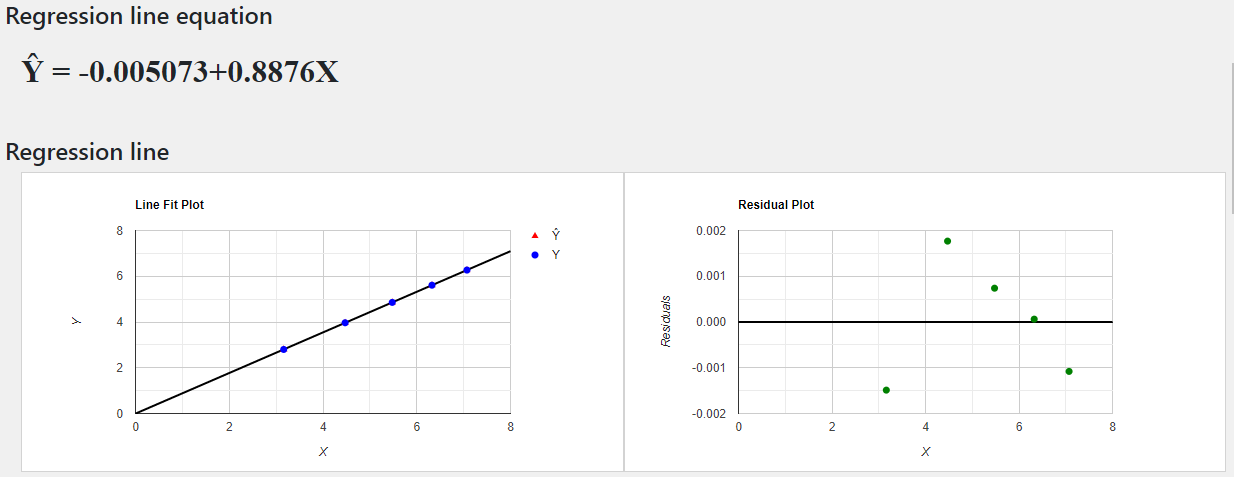 Regression line equation
Ŷ = -0.005073+0.8876X
Regression line
Line Fit Plot
8
6
4
2
0
0 2 4 6 8
Y
X
Ŷ
Y
Residual Plot
0.002
0.001
0.000
-0.001
-0.002
0 2 4 6 8
Residuals
X